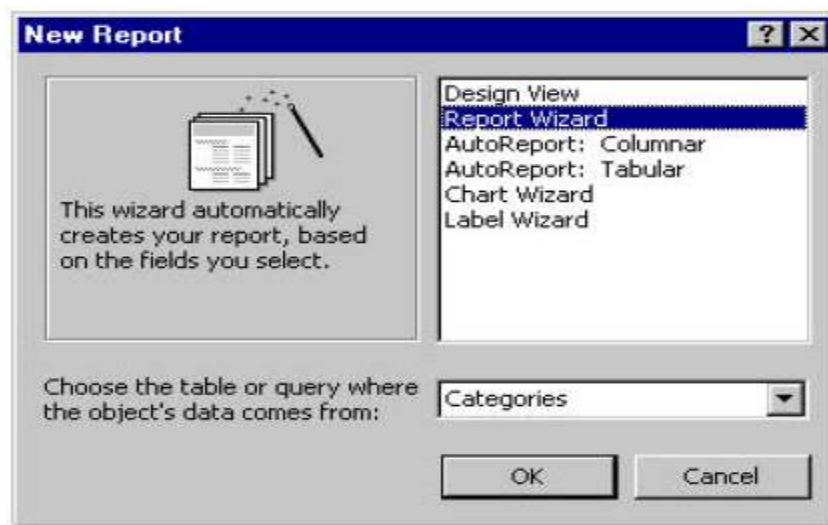 New Report
Design View
Report Wizard
AutoReport: Columnar
AutoReport: Tabular
Chart Wizard
Label Wizard
This wizard automatically
creates your report, based
on the fields you select.
Choose the table or query where
the object's data comes from:
Categories
OK
Cancel